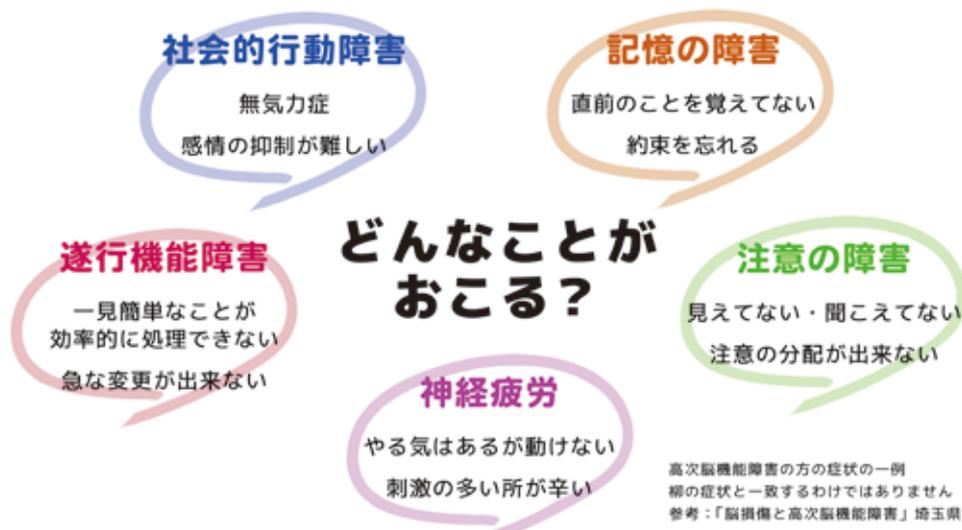 社会的行動障害
無気力症
感情の抑制が難しい
記憶の障害
直前のことを覚えてない
約束を忘れる
どんなことが
おこる？
遂行機能障害
一見簡単なことが
効率的に処理できない
急な変更が出来ない
注意の障害
見えてない・聞こえてない
注意の分配が出来ない
神経疲労
やる気はあるが動けない
刺激の多い所が辛い
高次脳機能障害の方の症状の一例
柳の症状と一致するわけではありません
参考：「脳損傷と高次脳機能障害」埼玉県